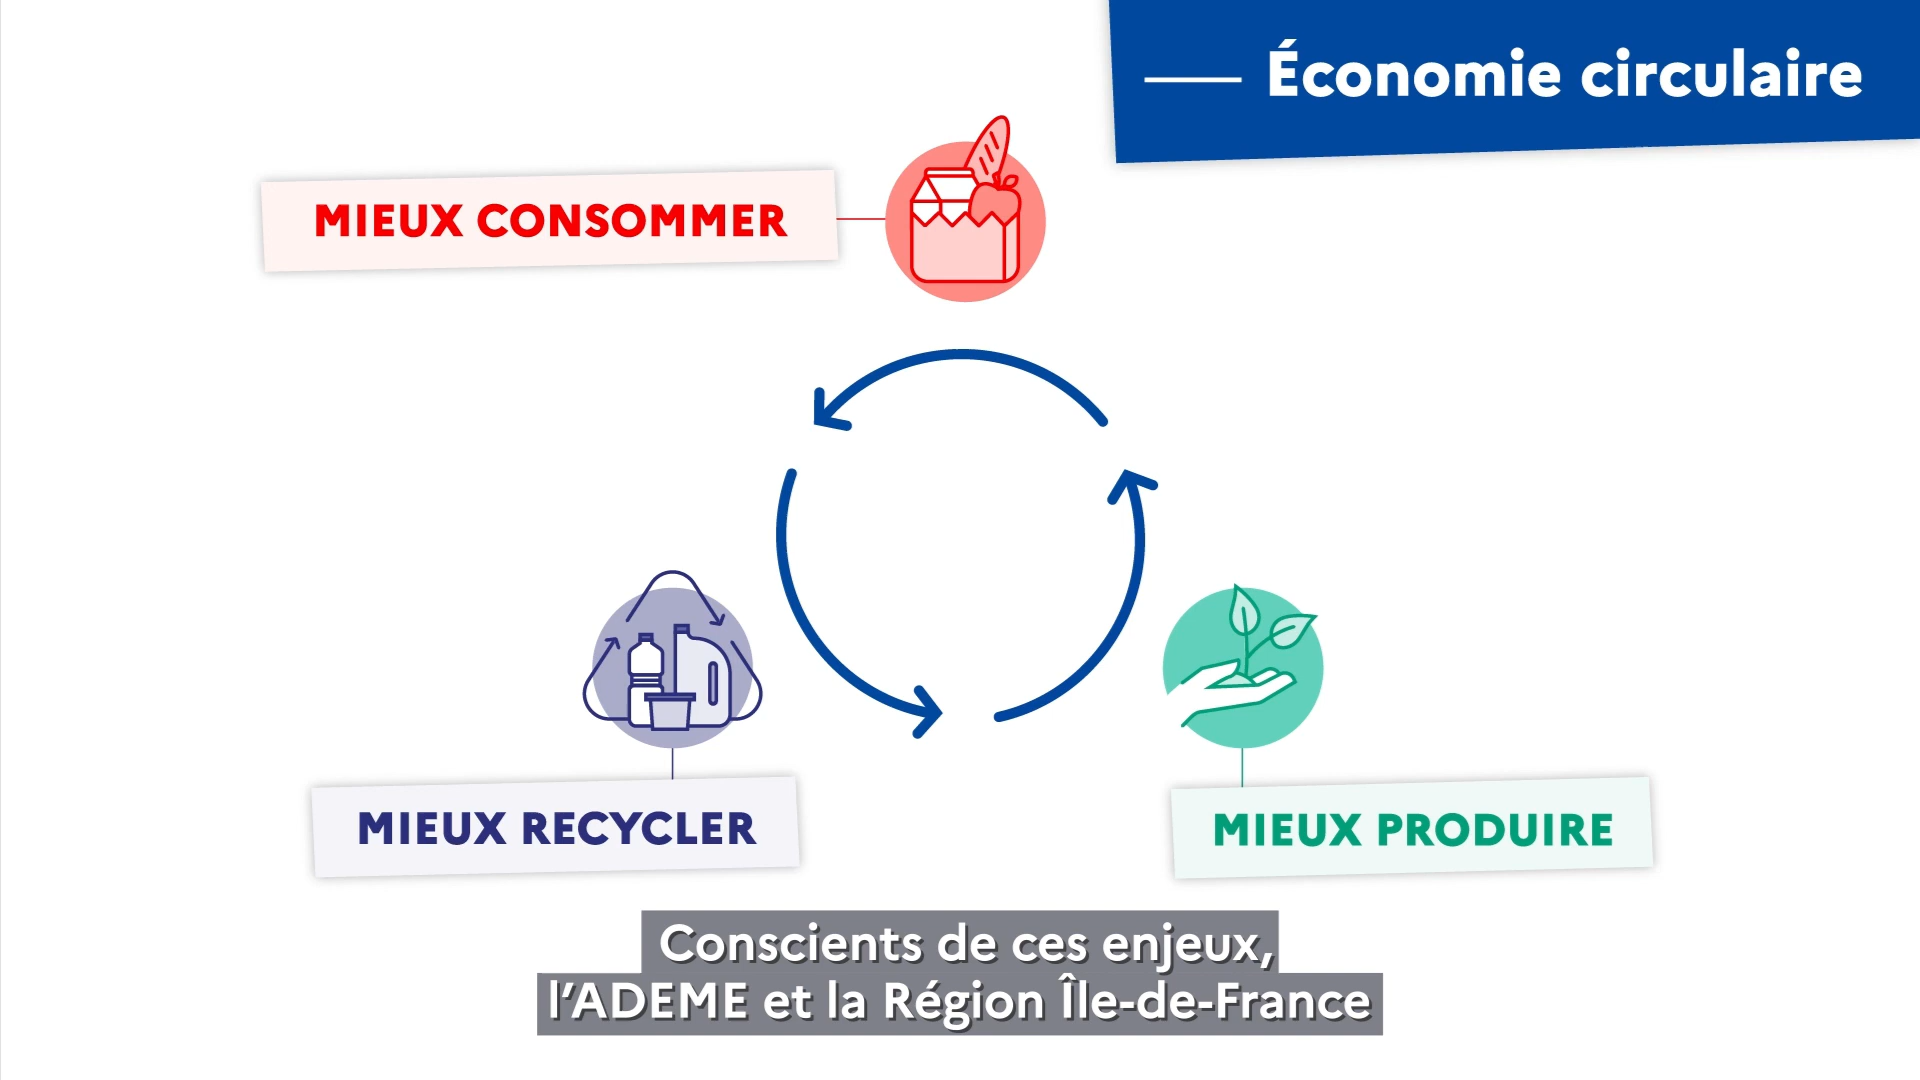 Économie circulaire
MIEUX CONSOMMER
MIEUX RECYCLER
MIEUX PRODUIRE
Conscients de ces enjeux,
l'ADEME et la Région Île-de-France